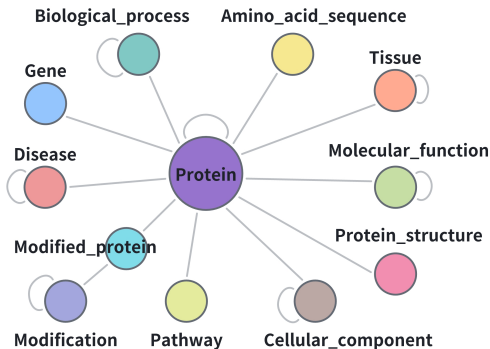 Biological_process
Amino_acid_sequence
Gene
Tissue
Disease
Protein
Molecular_function
Modified_protein
Protein_structure
Modification
Pathway
Cellular_component